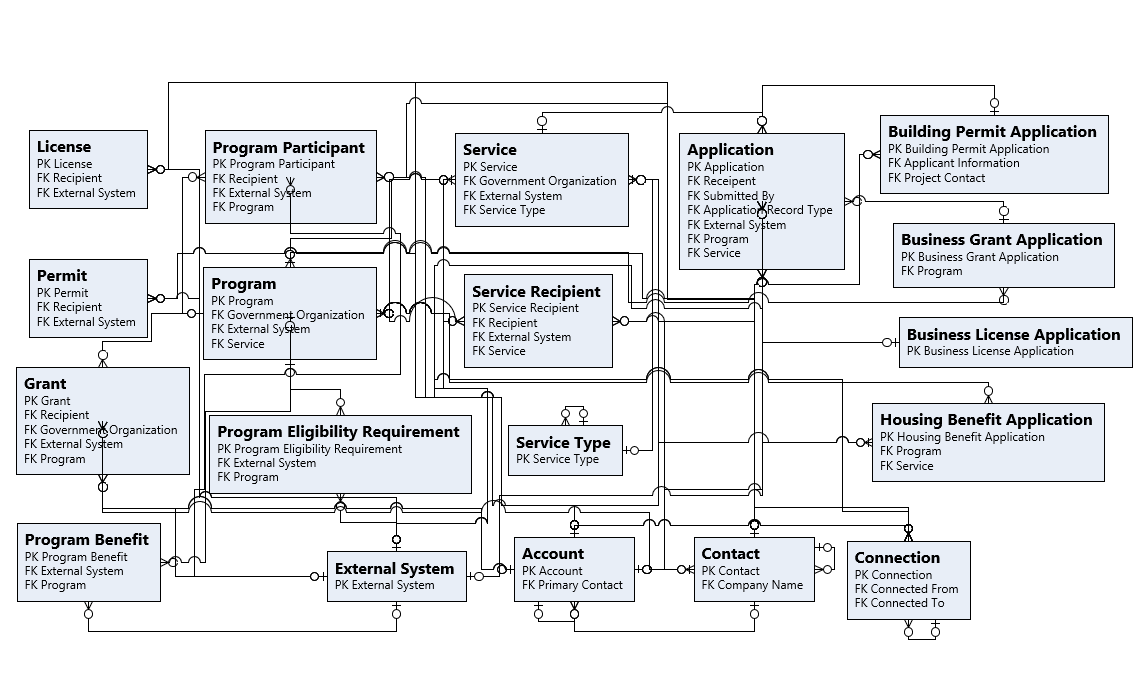 License
PK License
FK Recipient
FK External System
Program Participant
PK Program Participant
FK Recipient
FK External System
FK Program
Service
PK Service
FK Government Organization
FK External System
FK Service Type
Application
PK Application
FK Receipent
FK Submitted By
FK Application Record Type
FK External System
FK Program
FK Service
Building Permit Application
PK Building Permit Application
FK Applicant Information
FK Project Contact
Business Grant Application
PK Business Grant Application
FK Program
Permit
PK Permit
FK Recipient
FK External System
Program
PK Program
FK Government Organization
FK External System
FK Service
Service Recipient
PK Service Recipient
FK Recipient
FK External System
FK Service
Business License Application
PK Business License Application
Grant
PK Grant
FK Recipient
FK Government Organization
FK External System
FK Program
Program Eligibility Requirement
PK Program Eligibility Requirement
FK External System
FK Program
Service Type
PK Service Type
Housing Benefit Application
PK Housing Benefit Application
FK Program
FK Service
Program Benefit
PK Program Benefit
FK External System
FK Program
External System
PK External System
Account
PK Account
FK Primary Contact
Contact
PK Contact
FK Company Name
Connection
PK Connection
FK Connected From
FK Connected To